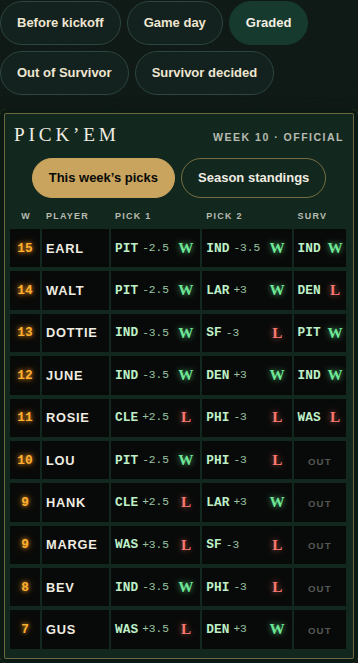 Before kickoff Game day Graded
Out of Survivor Survivor decided
PICK’EM WEEK 10 · OFFICIAL
This week’s picks Season standings
W PLAYER PICK 1 PICK 2 SURV
15 EARL PIT -2.5 W IND -3.5 W IND W
14 WALT PIT -2.5 W LAR +3 W DEN L
13 DOTTIE IND -3.5 W SF -3 L PIT W
12 JUNE IND -3.5 W DEN +3 W IND W
11 ROSIE CLE +2.5 L PHI -3 L WAS L
10 LOU PIT -2.5 W PHI -3 L OUT
9 HANK CLE +2.5 L LAR +3 W OUT
9 MARGE WAS +3.5 L SF -3 L OUT
8 BEV IND -3.5 W PHI -3 L OUT
7 GUS WAS +3.5 L DEN +3 W OUT